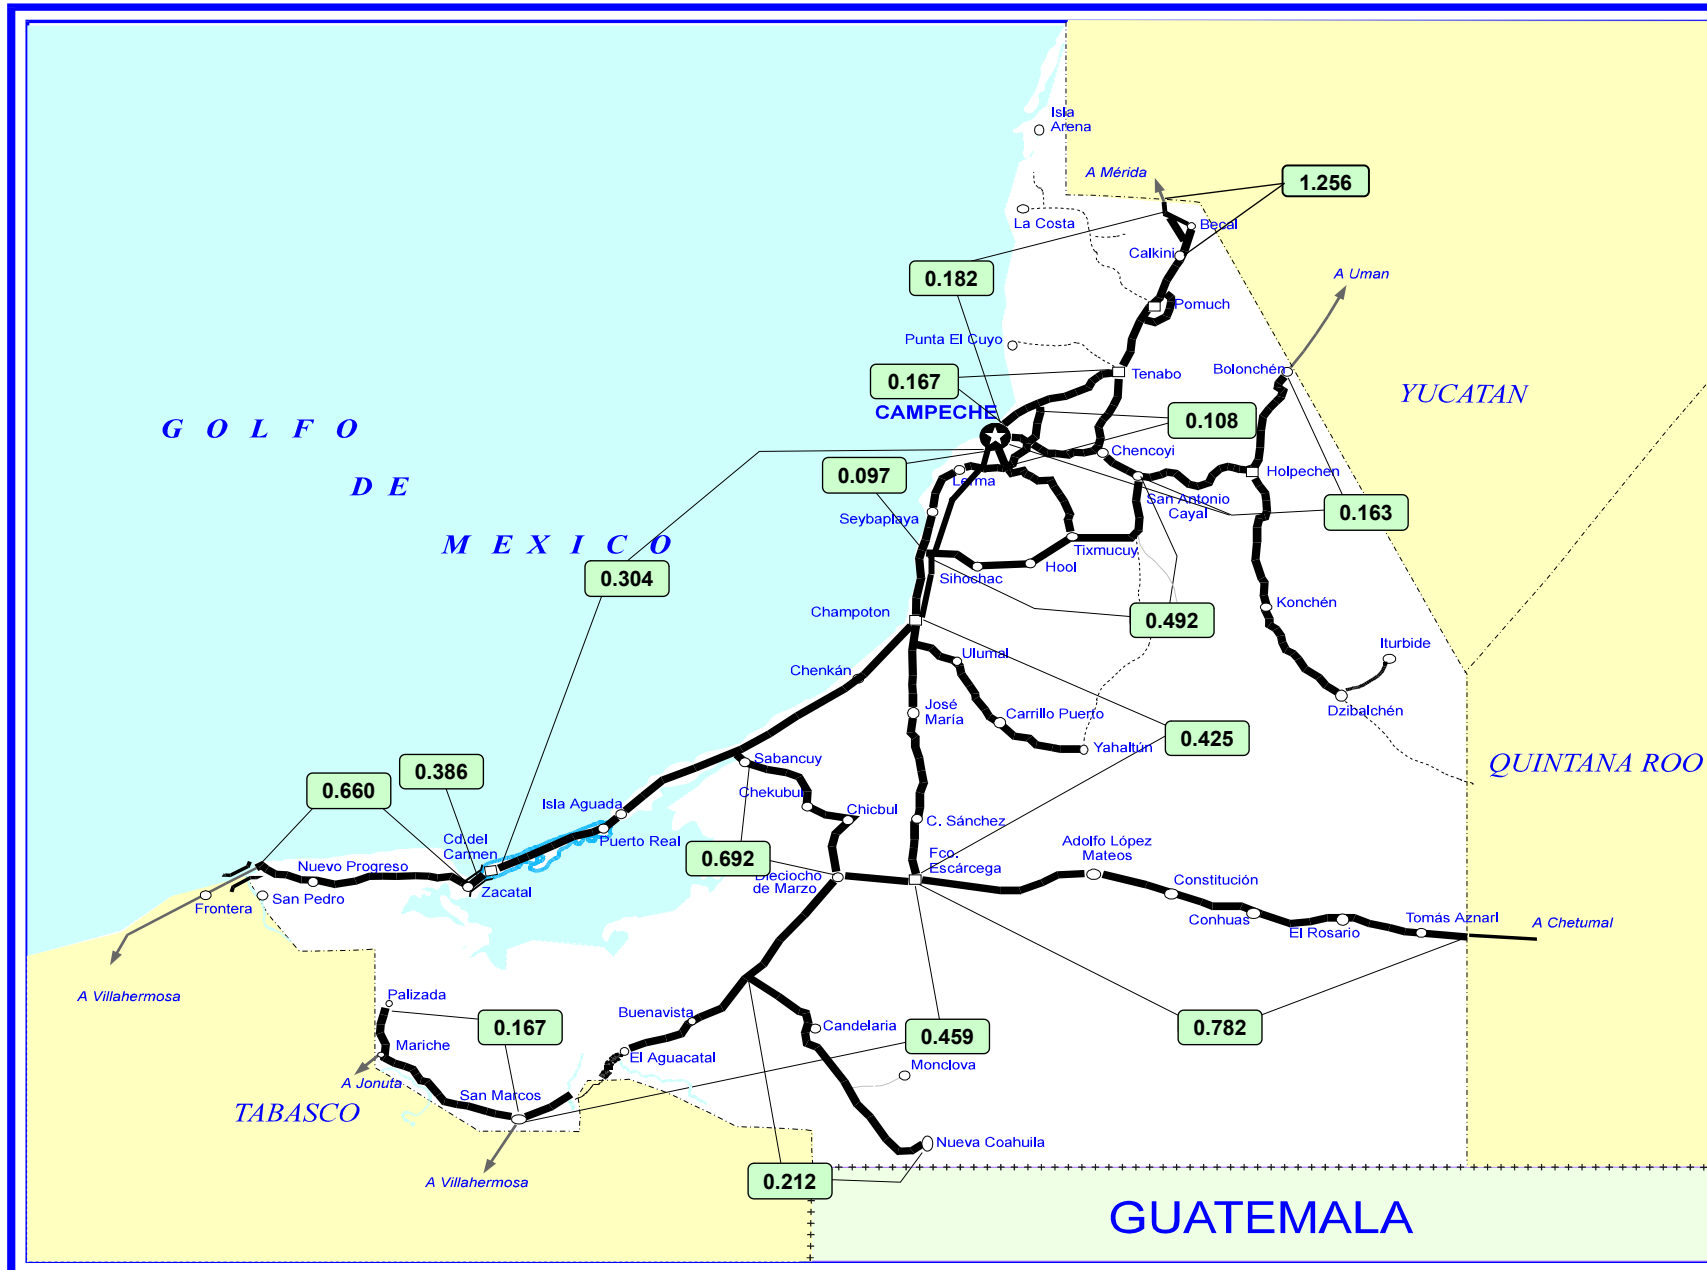 Isla
Arena
A Mérida
1.256
La Costa
Becal
Calkini
0.182
A Uman
Pomuch
Punta El Cuyo
0.167
Tenabo
Bolonchén
YUCATAN
CAMPECHE
0.108
G O L F O
Chencoyi
0.097
Lerma
Holpechen
D E
San Antonio
Cayal
0.163
Seybaplaya
M E X I C O
Tixmucuy
Hool
Sihochac
0.304
Konchén
Champoton
0.492
Iturbide
Ulumal
Chenkán
José
María
Carrillo Puerto
Dzibalchén
0.425
Yahaltún
Sabancuy
QUINTANA ROO
0.386
0.660
Chekubul
Isla Aguada
Chicbul
C. Sánchez
Cd.del
Carmen
Puerto Real
0.692
Fco.
Escárcega
Adolfo López
Mateos
Nuevo Progreso
Dieciocho
de Marzo
Constitución
Zacatal
San Pedro
Frontera
Conhuas
El Rosario
Tomás Aznarl
A Chetumal
A Villahermosa
Palizada
Buenavista
0.167
Candelaria
0.459
0.782
Mariche
El Aguacatal
Monclova
A Jonuta
San Marcos
TABASCO
Nueva Coahuila
A Villahermosa
0.212
GUATEMALA